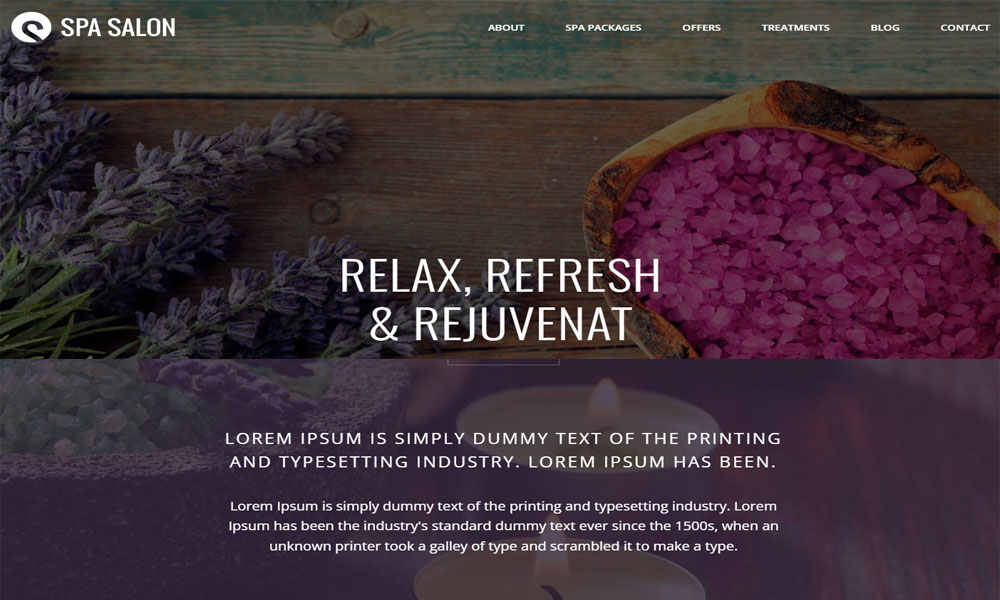 SPA SALON
ABOUT SPA PACKAGES OFFERS TREATMENTS BLOG CONTACT
RELAX, REFRESH
& REJUVENAT
LOREM IPSUM IS SIMPLY DUMMY TEXT OF THE PRINTING
AND TYPESETTING INDUSTRY. LOREM IPSUM HAS BEEN.
Lorem Ipsum is simply dummy text of the printing and typesetting industry. Lorem
Ipsum has been the industry's standard dummy text ever since the 1500s, when an
unknown printer took a galley of type and scrambled it to make a type.